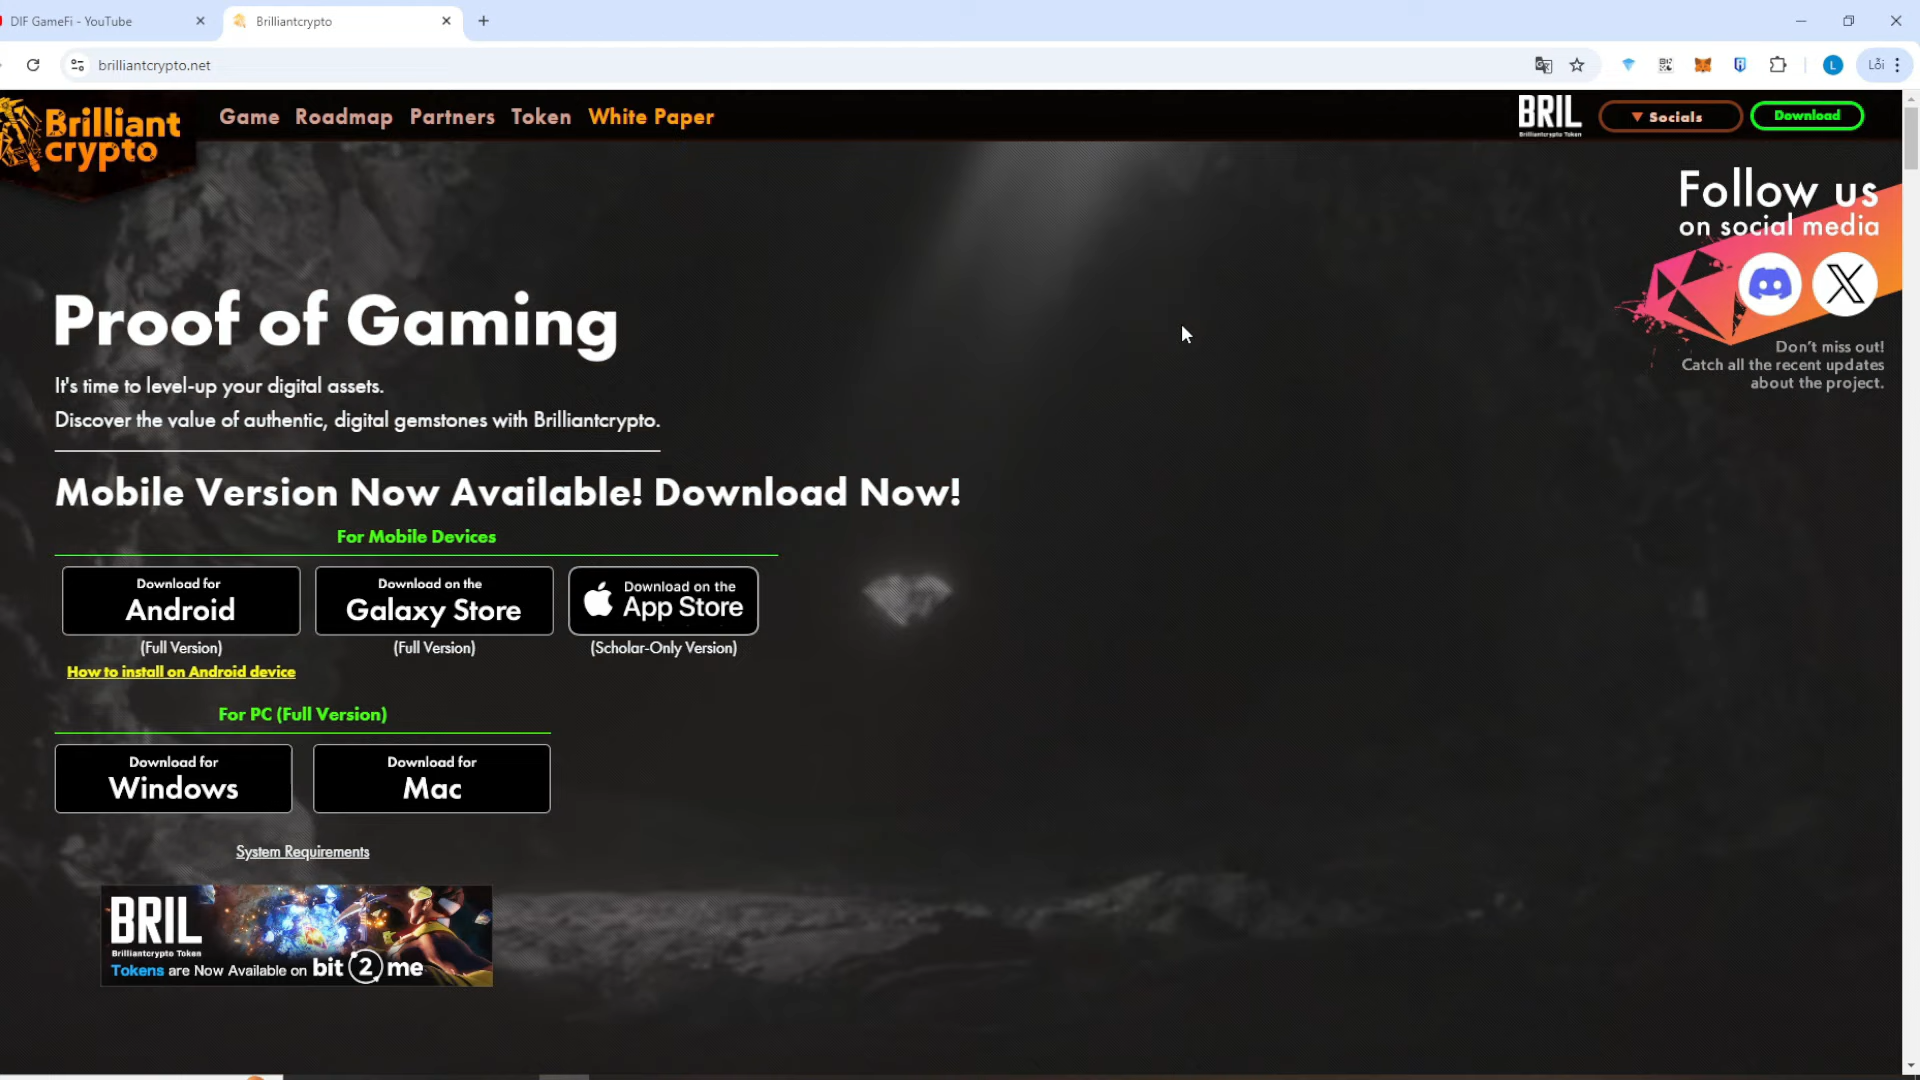 DIF GameFi - YouTube
Brilliantcrypto
brilliantcrypto.net
L
Lỗi
Brilliant
crypto
Game
Roadmap
Partners
Token
White Paper
BRIL
Brilliantcrypto Token
▼ Socials
Download
Follow us
on social media
Don't miss out!
Catch all the recent updates
about the project.
Proof of Gaming
It's time to level-up your digital assets.
Discover the value of authentic, digital gemstones with Brilliantcrypto.
Mobile Version Now Available! Download Now!
For Mobile Devices
Download for
Android
(Full Version)
Download on the
Galaxy Store
(Full Version)
Download on the
App Store
(Scholar-Only Version)
How to install on Android device
For PC (Full Version)
Download for
Windows
Download for
Mac
System Requirements
BRIL
Brilliantcrypto Token
Tokens are Now Available on bit2me